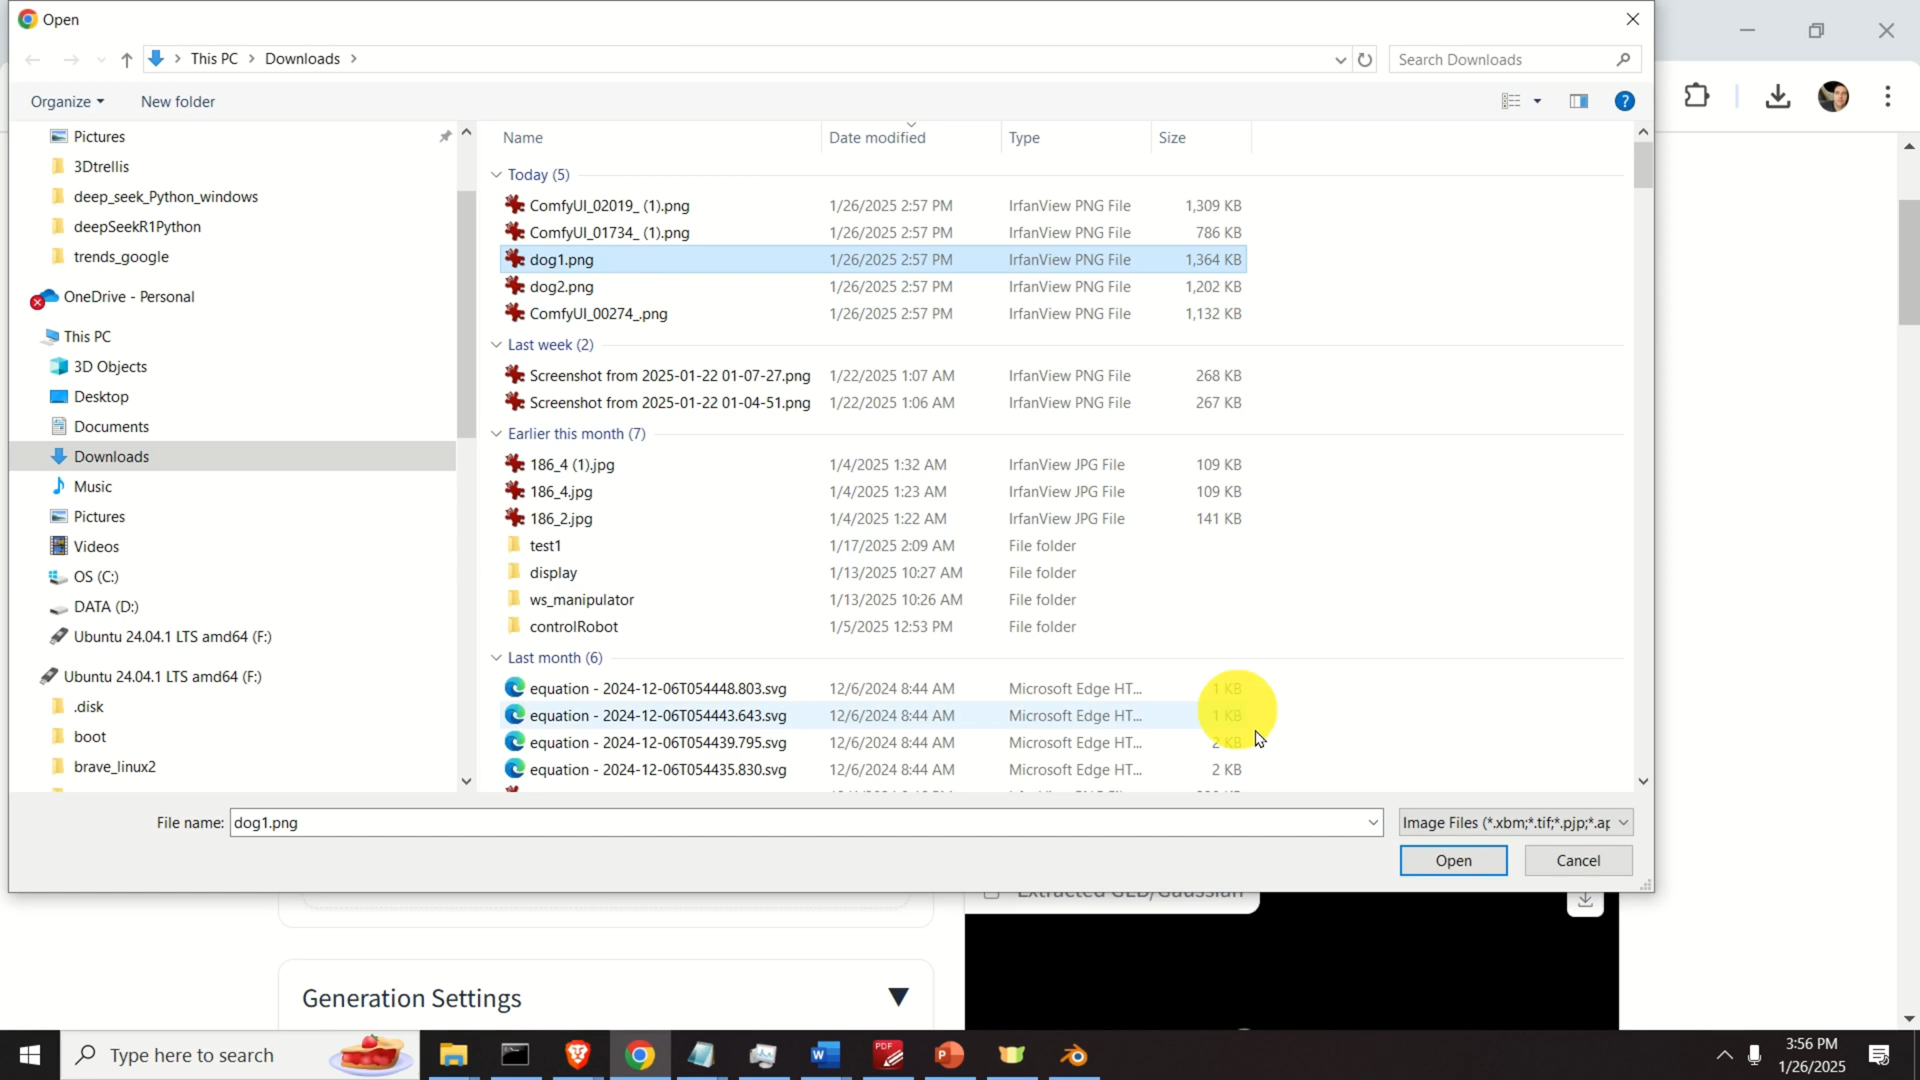 Open
This PC
Downloads
Search Downloads
Organize
New folder
Pictures
3Dtrellis
deep_seek_Python_windows
deepSeekR1Python
trends_google
OneDrive - Personal
This PC
3D Objects
Desktop
Documents
Downloads
Music
Pictures
Videos
OS (C:)
DATA (D:)
Ubuntu 24.04.1 LTS amd64 (F:)
Ubuntu 24.04.1 LTS amd64 (F:)
.disk
boot
brave_linux2
Name Date modified Type Size
Today (5)
ComfyUI_02019_ (1).png 1/26/2025 2:57 PM IrfanView PNG File 1,309 KB
ComfyUI_01734_ (1).png 1/26/2025 2:57 PM IrfanView PNG File 786 KB
dog1.png 1/26/2025 2:57 PM IrfanView PNG File 1,364 KB
dog2.png 1/26/2025 2:57 PM IrfanView PNG File 1,202 KB
ComfyUI_00274_.png 1/26/2025 2:57 PM IrfanView PNG File 1,132 KB
Last week (2)
Screenshot from 2025-01-22 01-07-27.png 1/22/2025 1:07 AM IrfanView PNG File 268 KB
Screenshot from 2025-01-22 01-04-51.png 1/22/2025 1:06 AM IrfanView PNG File 267 KB
Earlier this month (7)
186_4 (1).jpg 1/4/2025 1:32 AM IrfanView JPG File 109 KB
186_4.jpg 1/4/2025 1:23 AM IrfanView JPG File 109 KB
186_2.jpg 1/4/2025 1:22 AM IrfanView JPG File 141 KB
test1 1/17/2025 2:09 AM File folder
display 1/13/2025 10:27 AM File folder
ws_manipulator 1/13/2025 10:26 AM File folder
controlRobot 1/5/2025 12:53 PM File folder
Last month (6)
equation - 2024-12-06T054448.803.svg 12/6/2024 8:44 AM Microsoft Edge HT... 1 KB
equation - 2024-12-06T054443.643.svg 12/6/2024 8:44 AM Microsoft Edge HT... 1 KB
equation - 2024-12-06T054439.795.svg 12/6/2024 8:44 AM Microsoft Edge HT... 2 KB
equation - 2024-12-06T054435.830.svg 12/6/2024 8:44 AM Microsoft Edge HT... 2 KB
File name: dog1.png
Image Files (*.xbm;*.tif;*.pjp;*.ap
Open
Cancel
Extracted GLB/Gaussian
Generation Settings
Type here to search
PDF
3:56 PM
1/26/2025